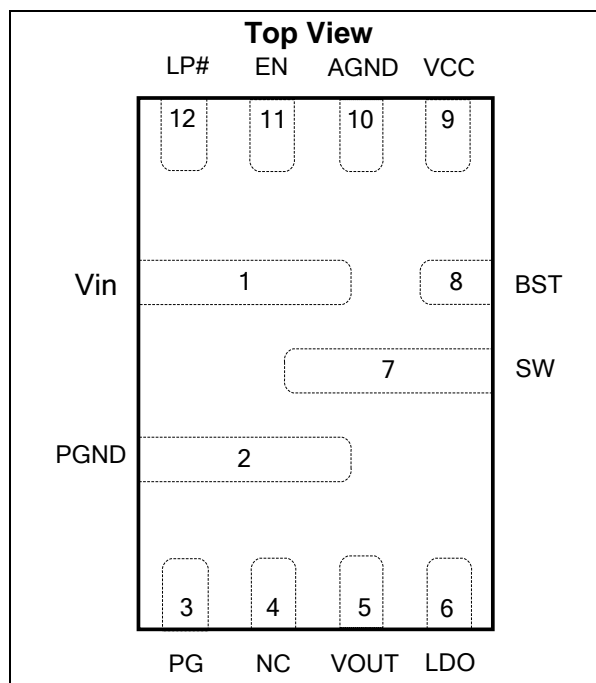 Top View
LP# EN AGND VCC
12 11 10 9
Vin 1 8 BST
7 SW
PGND 2
3 4 5 6
PG NC VOUT LDO